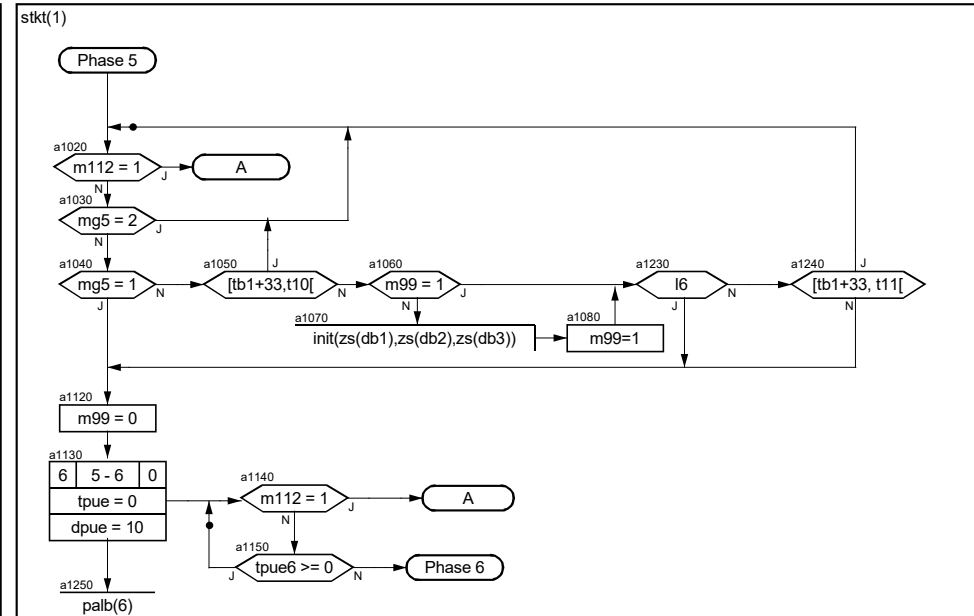 stkt(1)
Phase 5
a1020
m112 = 1
J
A
N
a1030
mg5 = 2
J
N
a1040
mg5 = 1
N
J
a1050
[tb1+33,t10[
J
N
a1060
m99 = 1
J
N
a1070
init(zs(db1),zs(db2),zs(db3))
a1080
m99=1
a1230
l6
N
J
a1240
[tb1+33, t11[
J
N
a1120
m99 = 0
a1130
6 5 - 6 0
tpue = 0
dpue = 10
a1140
m112 = 1
J
A
N
a1150
tpue6 >= 0
J
N
Phase 6
a1250
palb(6)